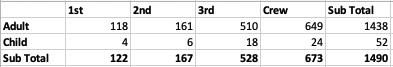 1st 2nd 3rd Crew Sub Total
Adult 118 161 510 649 1438
Child 4 6 18 24 52
Sub Total 122 167 528 673 1490